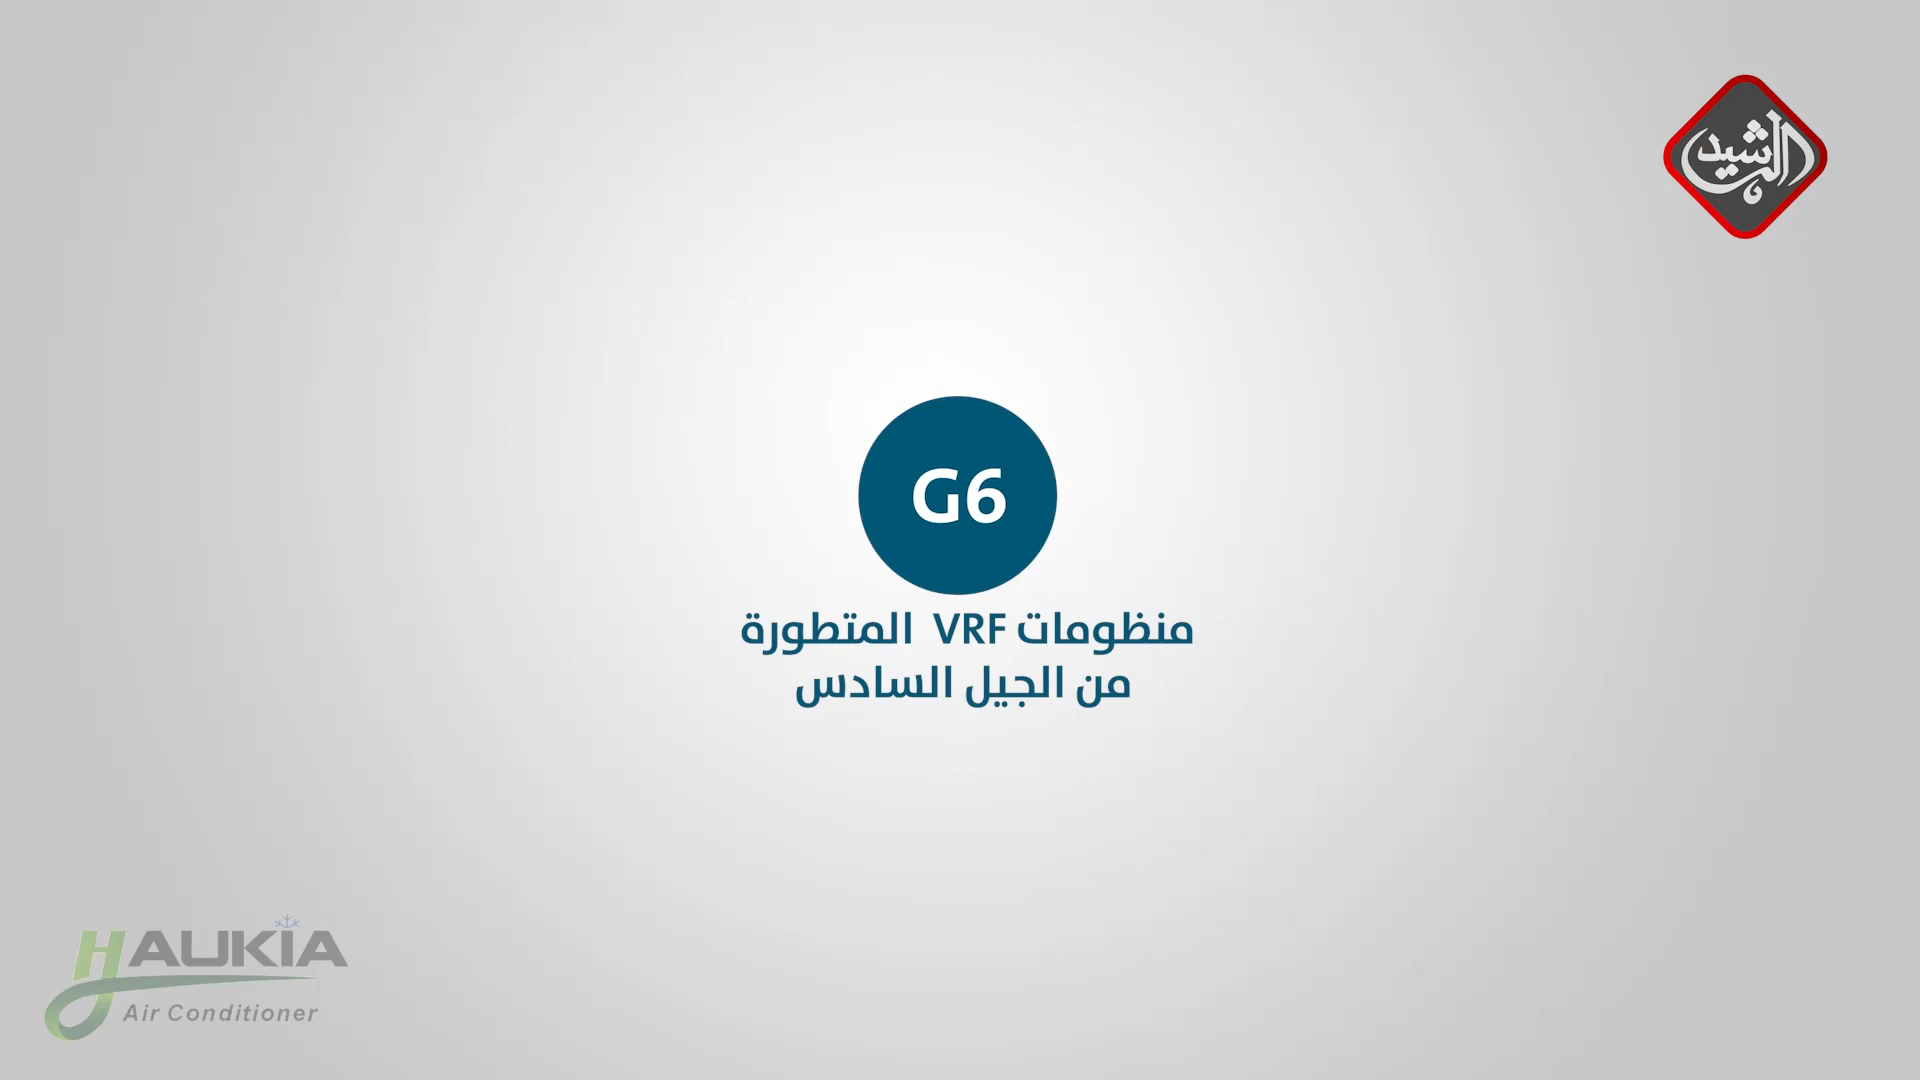 الرشيد
G6
منظومات VRF المتطورة
من الجيل السادس
HAUKIA
Air Conditioner